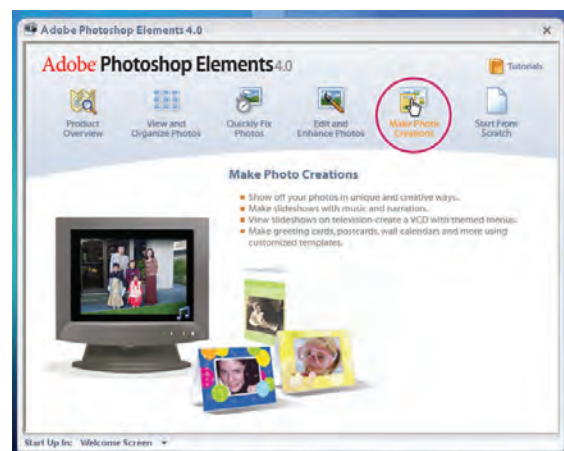 Adobe Photoshop Elements 4.0
Adobe Photoshop Elements 4.0
Tutorials
Product
Overview
View and
Organize Photos
Quickly Fix
Photos
Edit and
Enhance Photos
Make Photo
Creations
Start From
Scratch
Make Photo Creations
Show off your photos in unique and creative ways.
Make slideshows with music and narration.
View slideshows on television-create a VCD with themed menus.
Make greeting cards, postcards, wall calendars and more using
customized templates.
Start Up In: Welcome Screen